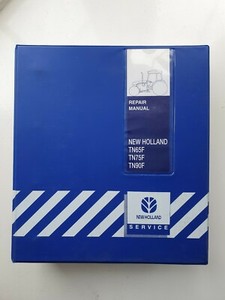 REPAIR
MANUAL
NEW HOLLAND
TN65F
TN75F
TN90F
NEW HOLLAND
SERVICE